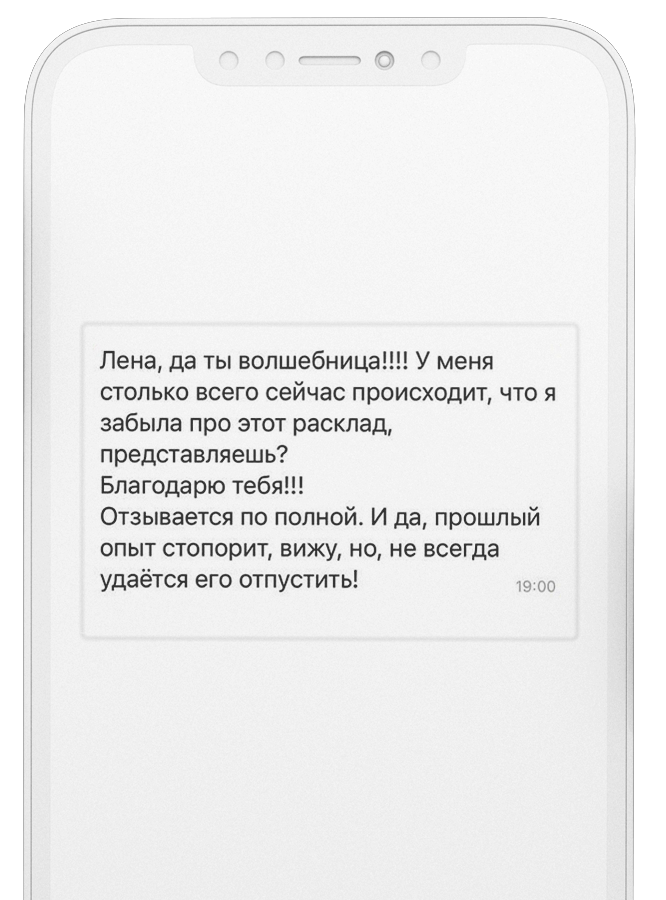 Лена, да ты волшебница!!!! У меня
столько всего сейчас происходит, что я
забыла про этот расклад,
представляешь?
Благодарю тебя!!!
Отзывается по полной. И да, прошлый
опыт стопорит, вижу, но, не всегда
удаётся его отпустить!
19:00